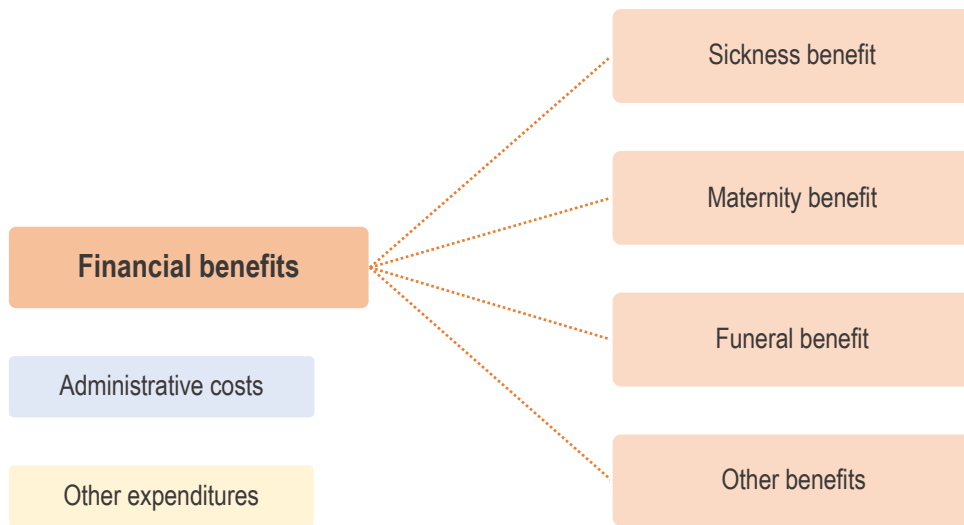 Financial benefits
Administrative costs
Other expenditures
Sickness benefit
Maternity benefit
Funeral benefit
Other benefits